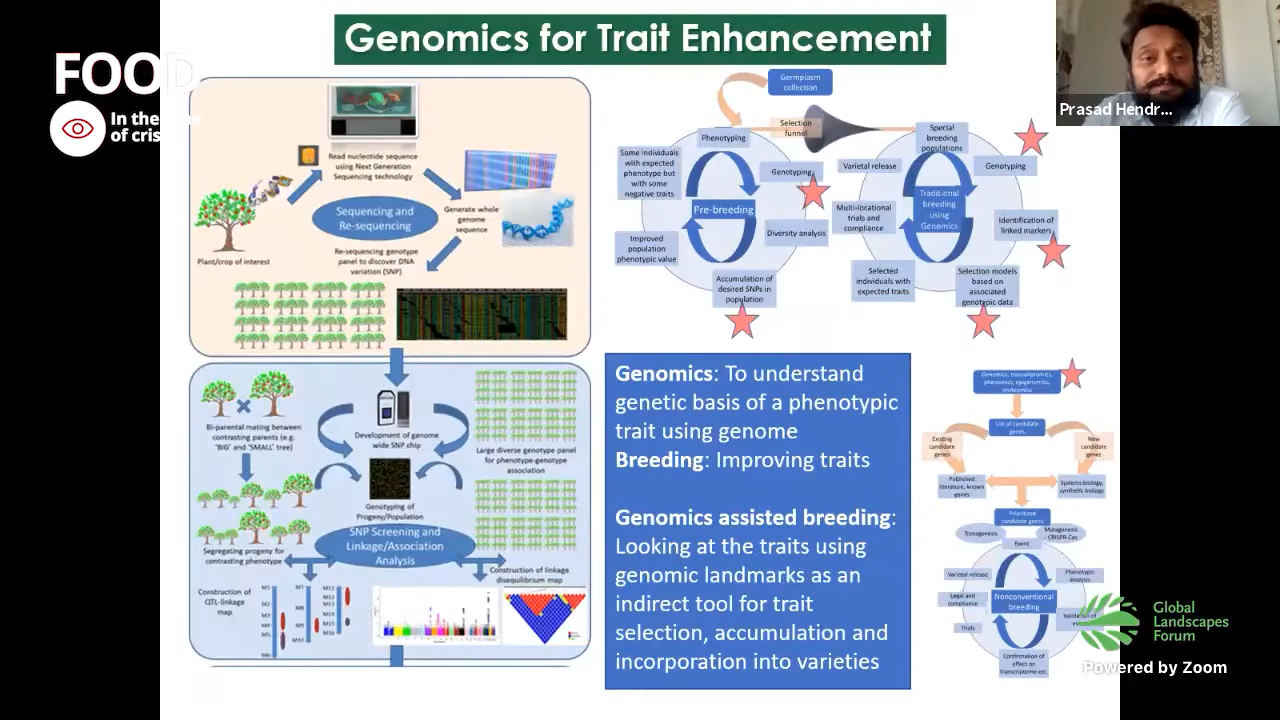 Genomics for Trait Enhancement
FOOD
In the
of cris
Prasad Hendr...
Read nucleotide sequence
using Next Generation
Sequencing technology
Sequencing and
Re-sequencing
Generate whole
genome
sequence
Plant/crop of interest
Re-sequencing genotype
panel to discover DNA
variation (SNP)
Bi-parental mating between
contrasting parents (e.g.
'BIG' and 'SMALL' tree)
Development of genome
wide SNP chip
Large diverse genotype panel
for phenotype-genotype
association
Genotyping of
Progeny/Population
SNP Screening and
Linkage/Association
Analysis
Segregating progeny for
contrasting phenotype
Construction of linkage
disequilibrium map
Construction of
QTL-linkage
map
Germplasm
collection
Selection
funnel
Phenotyping
Some individuals
with expected
phenotype but
with some
negative traits
Genotyping
Pre-breeding
Diversity analysis
Improved
population
phenotypic value
Accumulation of
desired SNPs in
population
Special
breeding
populations
Varietal release
Genotyping
Multi-locational
trials and
compliance
Traditional
breeding
using
Genomics
Identification of
linked markers
Selected
individuals with
expected traits
Selection models
based on
associated
genotypic data
Genomics: To understand
genetic basis of a phenotypic
trait using genome
Breeding: Improving traits
Genomics assisted breeding:
Looking at the traits using
genomic landmarks as an
indirect tool for trait
selection, accumulation and
incorporation into varieties
Genomics, transcriptomics,
proteomics
List of candidate
genes
Existing
candidate
genes
New
candidate
genes
Published
literature, known
genes
Systems biology,
synthetic biology
Prioritized
candidate genes
Transgenesis
Mutagenesis
- CRISPR-Cas
Event
Varietal release
Phenotypic
analysis
Legal and
compliance
Nonconventional
breeding
Trials
Confirmation of
effect on
transcriptome etc.
Global
Landscapes
Forum
Powered by Zoom